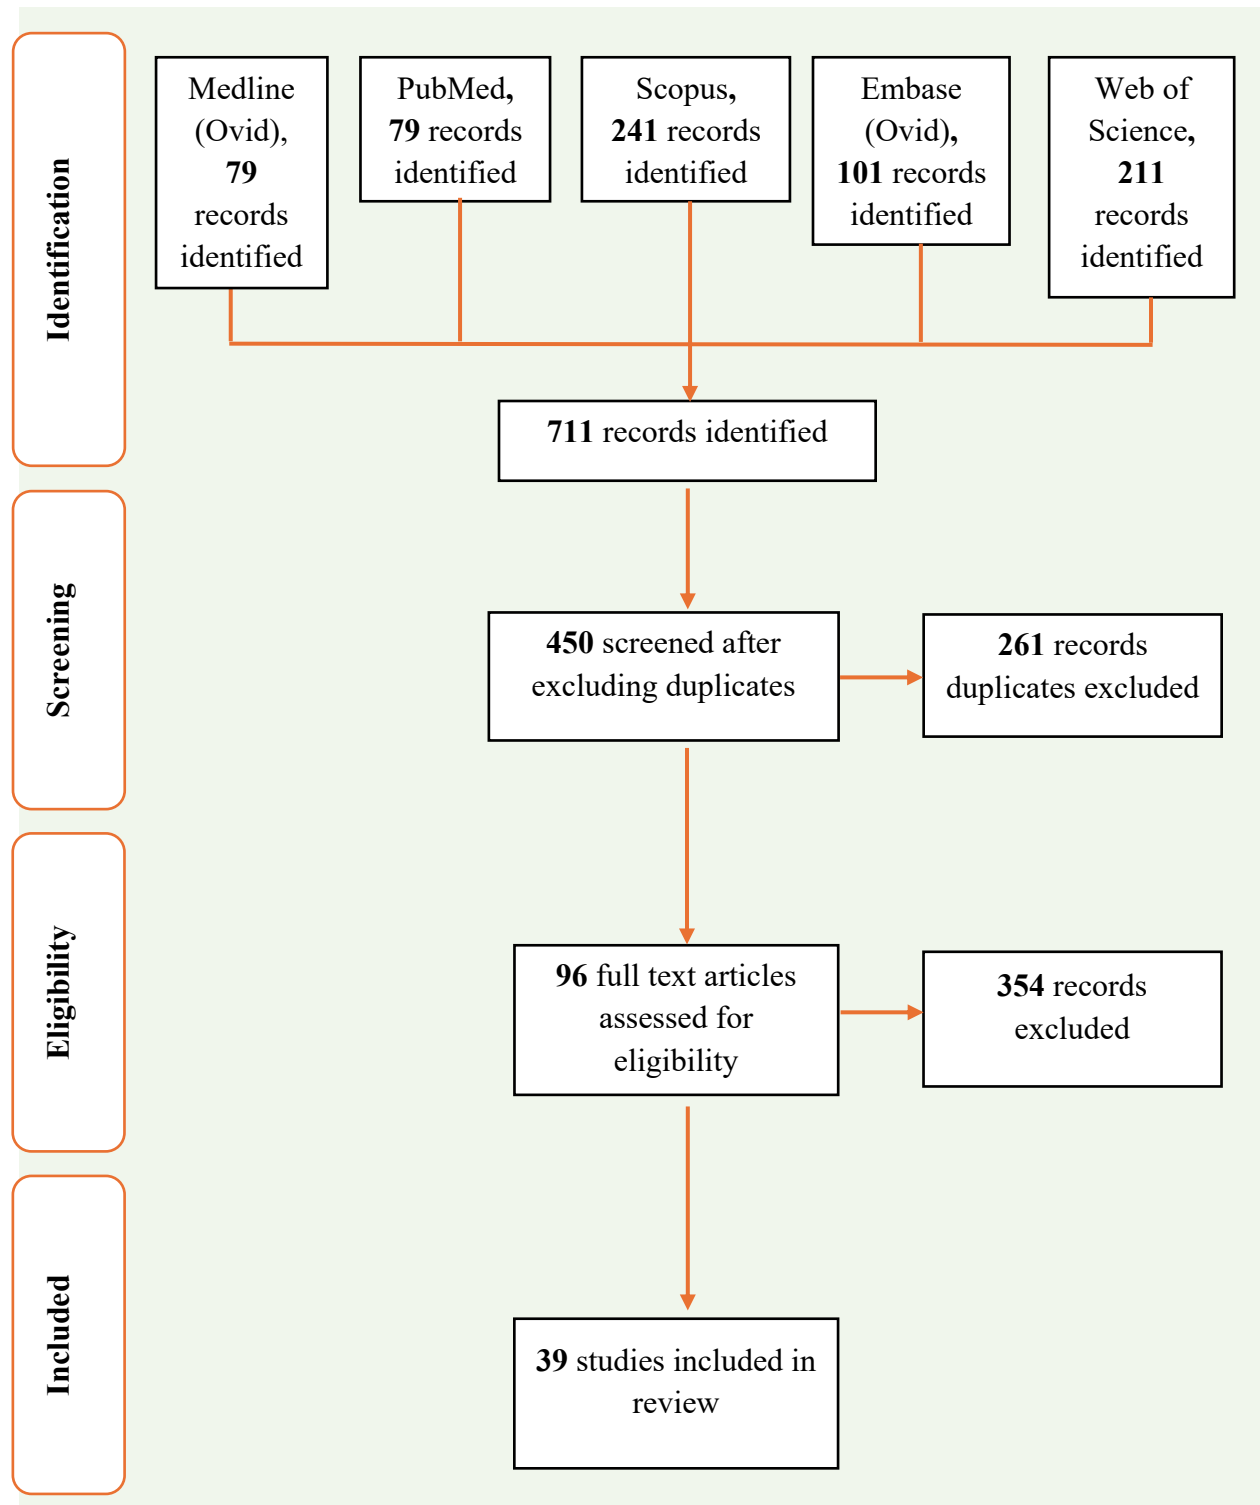 Identification
Medline
(Ovid),
79
records
identified
PubMed,
79 records
identified
Scopus,
241 records
identified
Embase
(Ovid),
101 records
identified
Web of
Science,
211
records
identified
711 records identified
Screening
450 screened after
excluding duplicates
261 records
duplicates excluded
Eligibility
96 full text articles
assessed for
eligibility
354 records
excluded
Included
39 studies included in
review